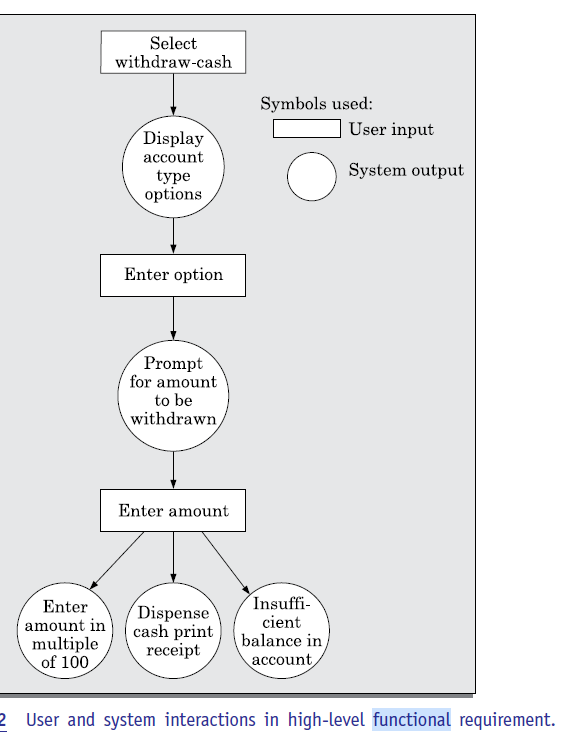 Select
withdraw-cash
Symbols used:
User input
System output
Display
account
type
options
Enter option
Prompt
for amount
to be
withdrawn
Enter amount
Enter
amount in
multiple
of 100
Dispense
cash print
receipt
Insuffi-
cient
balance in
account
2 User and system interactions in high-level functional requirement.